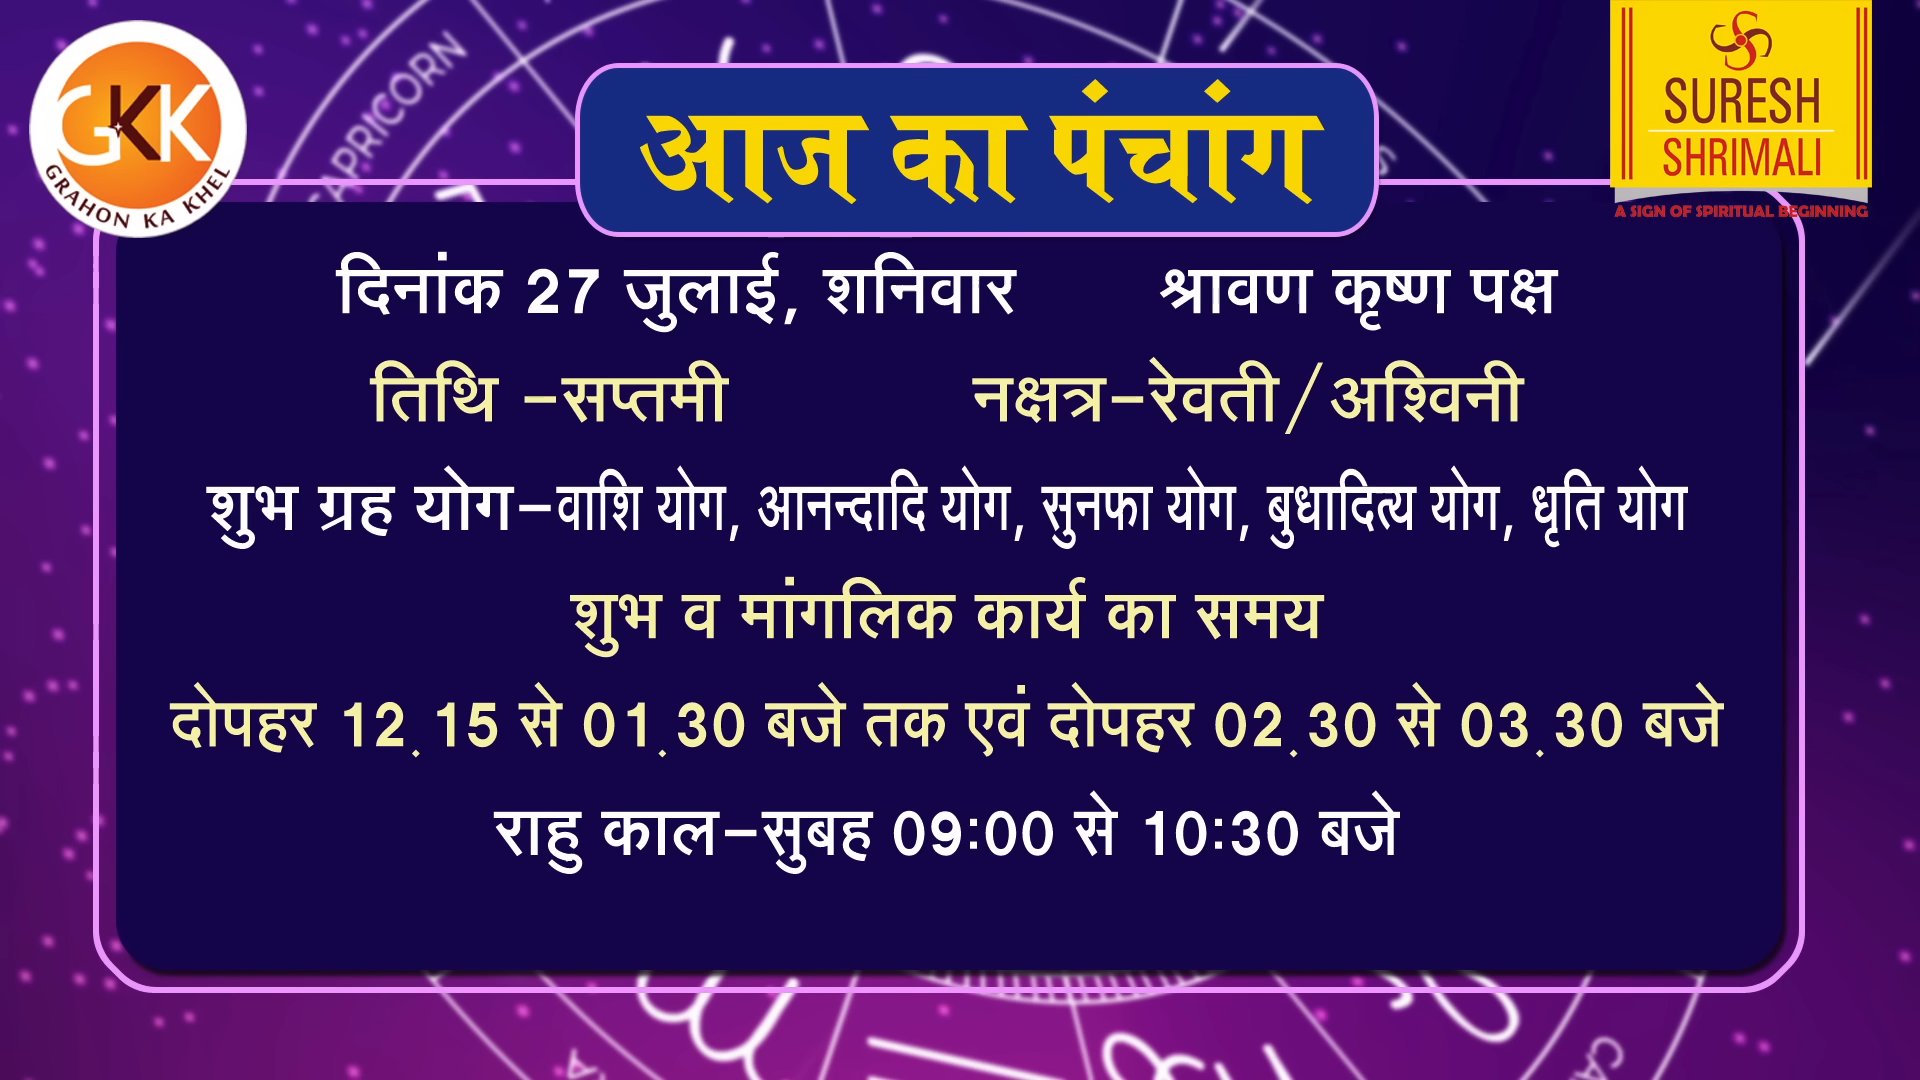 GKK
GRAHON KA KHEL
CAPRICORN
आज का पंचांग
SURESH
SHRIMALI
A SIGN OF SPIRITUAL BEGINNING
दिनांक 27 जुलाई, शनिवार श्रावण कृष्ण पक्ष
तिथि -सप्तमी नक्षत्र-रेवती/अश्विनी
शुभ ग्रह योग-वाशि योग, आनन्दादि योग, सुनफा योग, बुधादित्य योग, धृति योग
शुभ व मांगलिक कार्य का समय
दोपहर 12.15 से 01.30 बजे तक एवं दोपहर 02.30 से 03.30 बजे
राहु काल-सुबह 09:00 से 10:30 बजे